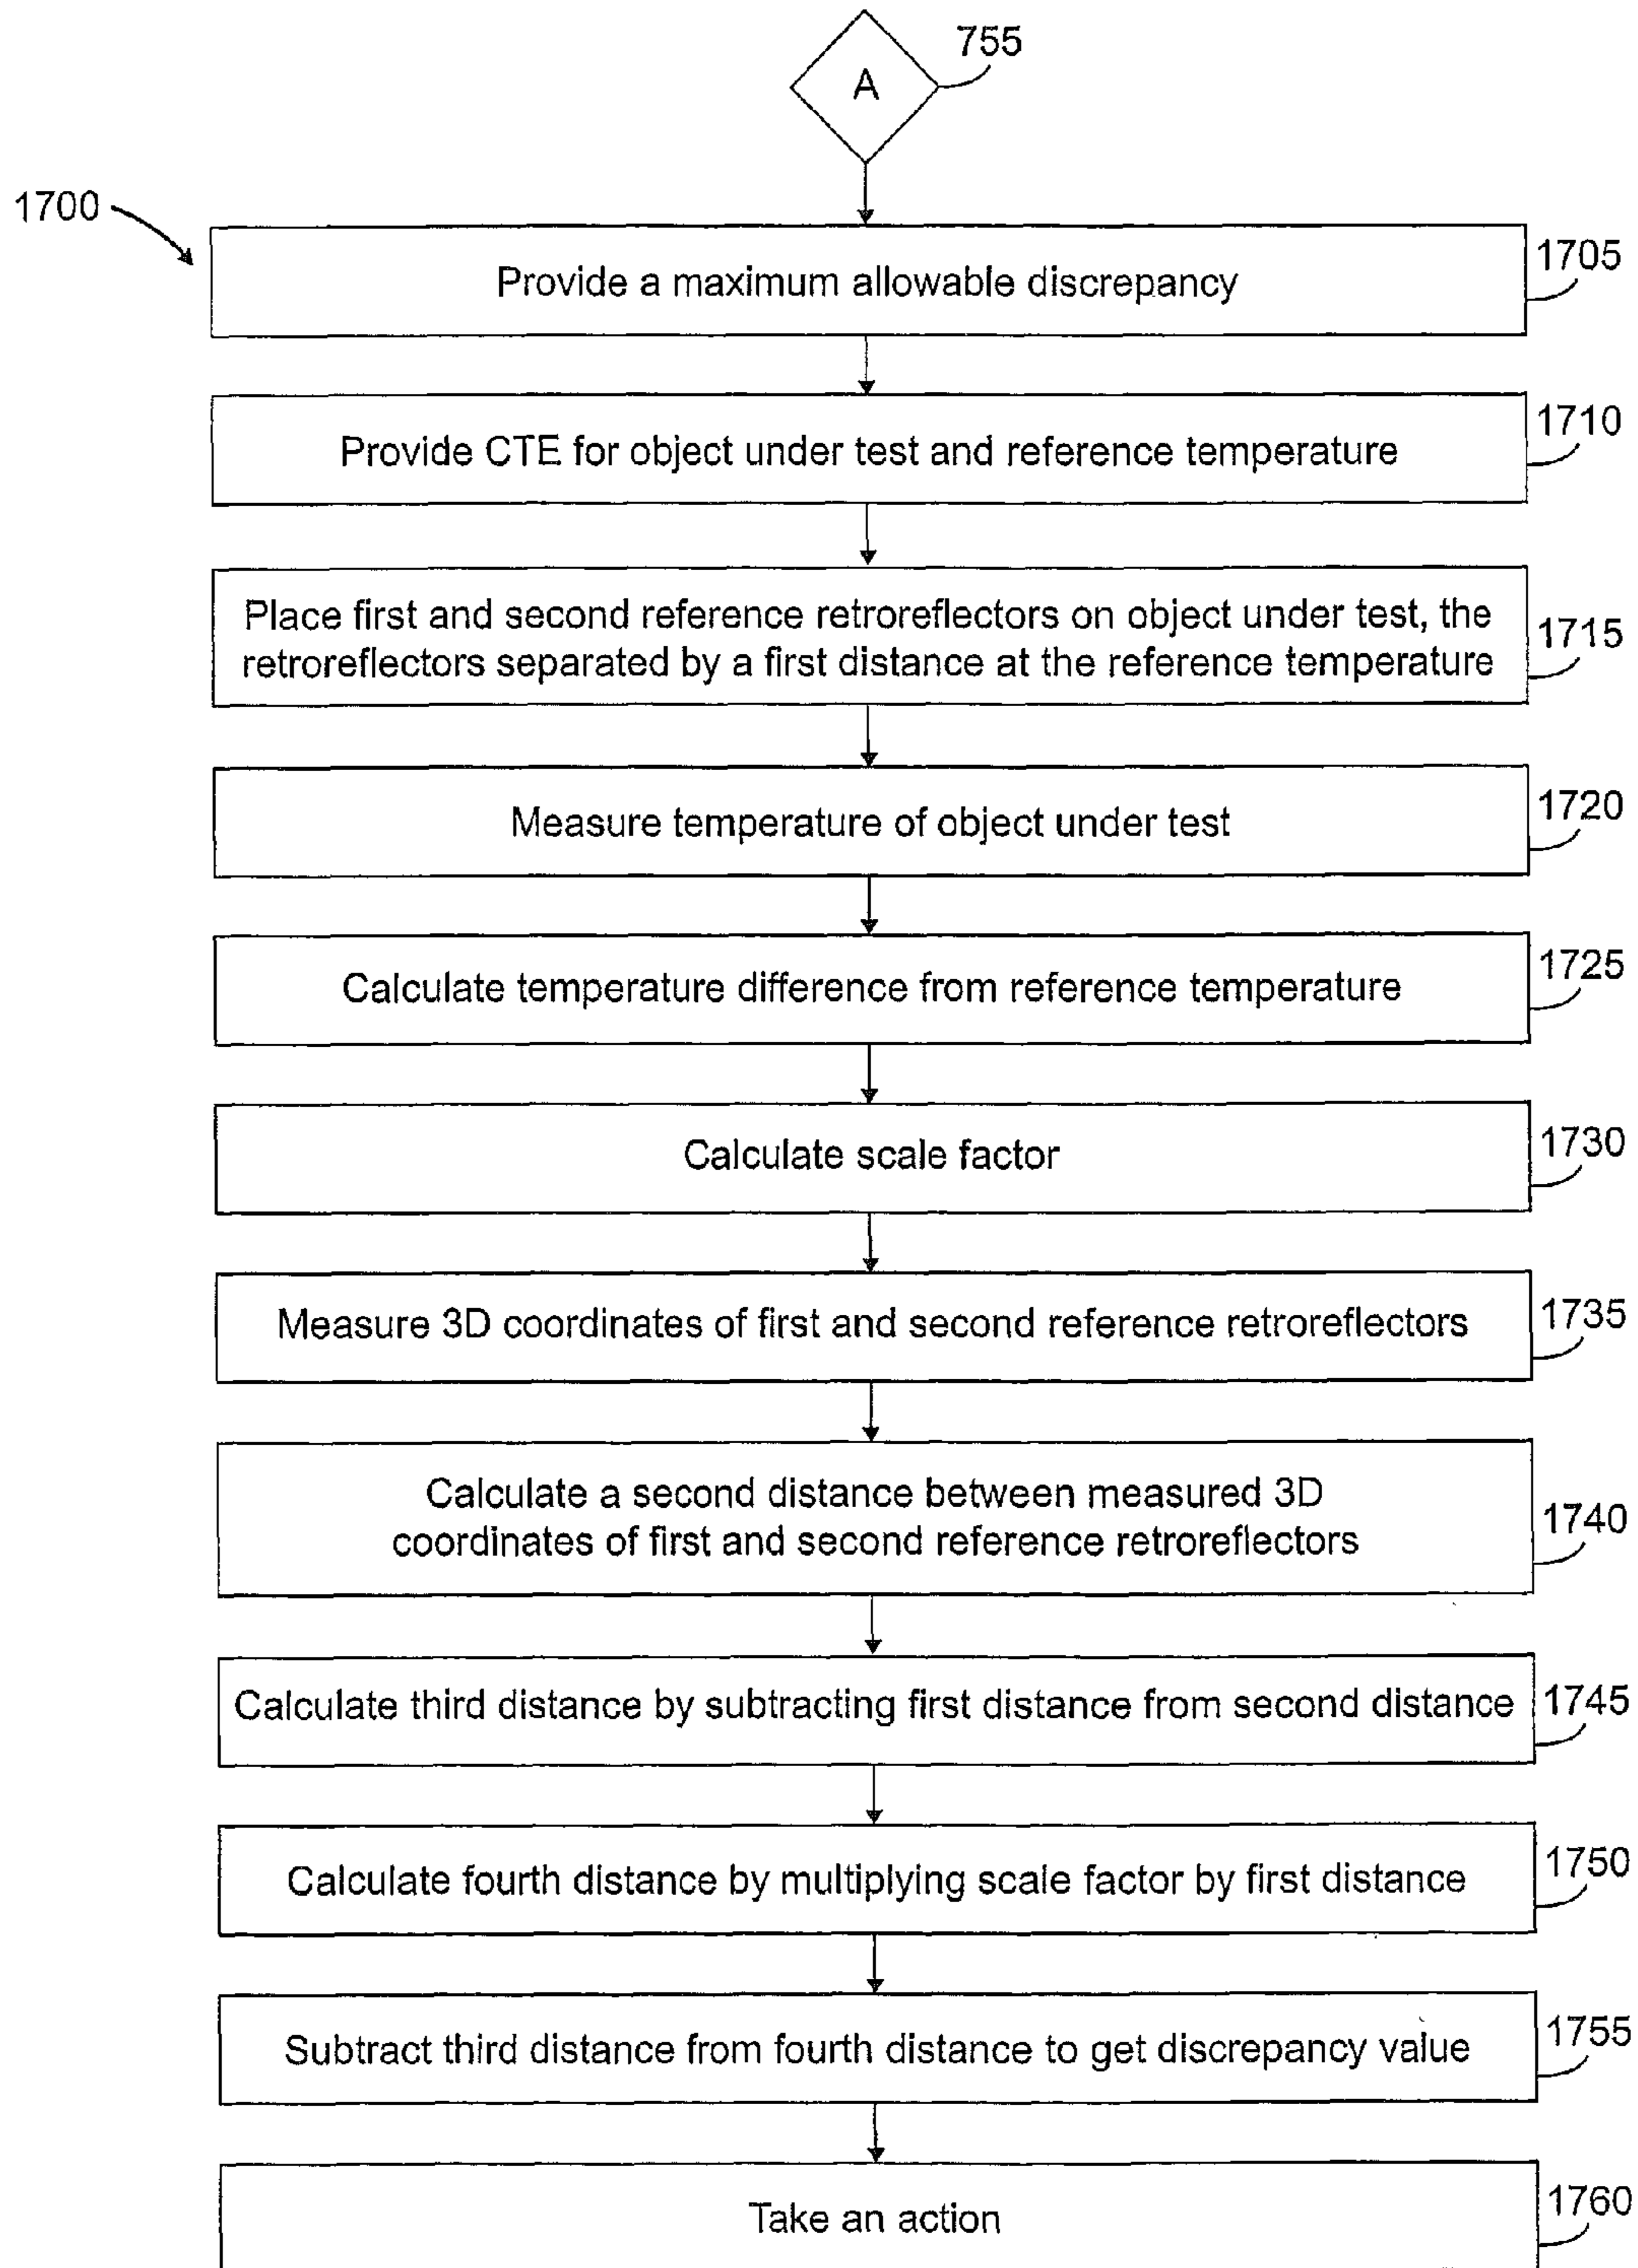 A
755
1700
Provide a maximum allowable discrepancy
1705
Provide CTE for object under test and reference temperature
1710
Place first and second reference retroreflectors on object under test, the
retroreflectors separated by a first distance at the reference temperature
1715
Measure temperature of object under test
1720
Calculate temperature difference from reference temperature
1725
Calculate scale factor
1730
Measure 3D coordinates of first and second reference retroreflectors
1735
Calculate a second distance between measured 3D
coordinates of first and second reference retroreflectors
1740
Calculate third distance by subtracting first distance from second distance
1745
Calculate fourth distance by multiplying scale factor by first distance
1750
Subtract third distance from fourth distance to get discrepancy value
1755
Take an action
1760